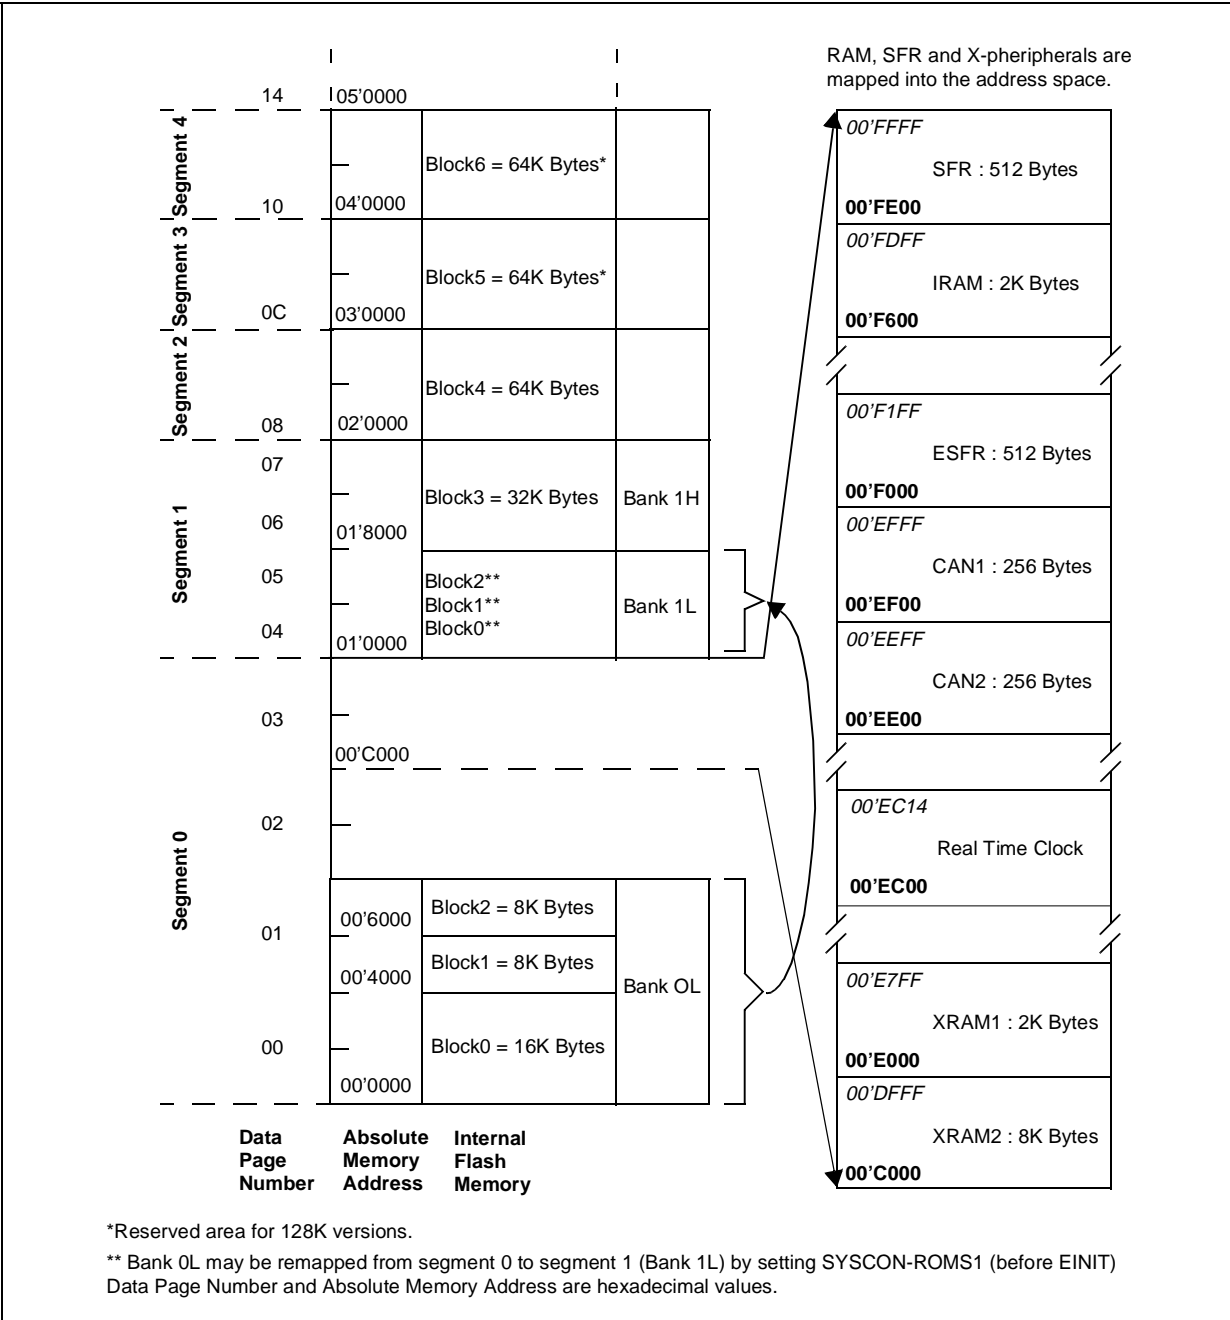 RAM, SFR and X-pheripherals are
mapped into the address space.
14
05'0000
Segment 4
Block6 = 64K Bytes*
10
04'0000
Segment 3
Block5 = 64K Bytes*
0C
03'0000
Segment 2
Block4 = 64K Bytes
08
02'0000
Segment 1
07
Block3 = 32K Bytes
Bank 1H
06
01'8000
05
Block2**
Block1**
Block0**
Bank 1L
04
01'0000
03
00'C000
Segment 0
02
00'6000
Block2 = 8K Bytes
01
00'4000
Block1 = 8K Bytes
Bank OL
00
Block0 = 16K Bytes
00'0000
Data
Page
Number
Absolute
Memory
Address
Internal
Flash
Memory
00'FFFF
SFR : 512 Bytes
00'FE00
00'FDFF
IRAM : 2K Bytes
00'F600
00'F1FF
ESFR : 512 Bytes
00'F000
00'EFFF
CAN1 : 256 Bytes
00'EF00
00'EEFF
CAN2 : 256 Bytes
00'EE00
00'EC14
Real Time Clock
00'EC00
00'E7FF
XRAM1 : 2K Bytes
00'E000
00'DFFF
XRAM2 : 8K Bytes
00'C000
*Reserved area for 128K versions.
** Bank 0L may be remapped from segment 0 to segment 1 (Bank 1L) by setting SYSCON-ROMS1 (before EINIT)
Data Page Number and Absolute Memory Address are hexadecimal values.